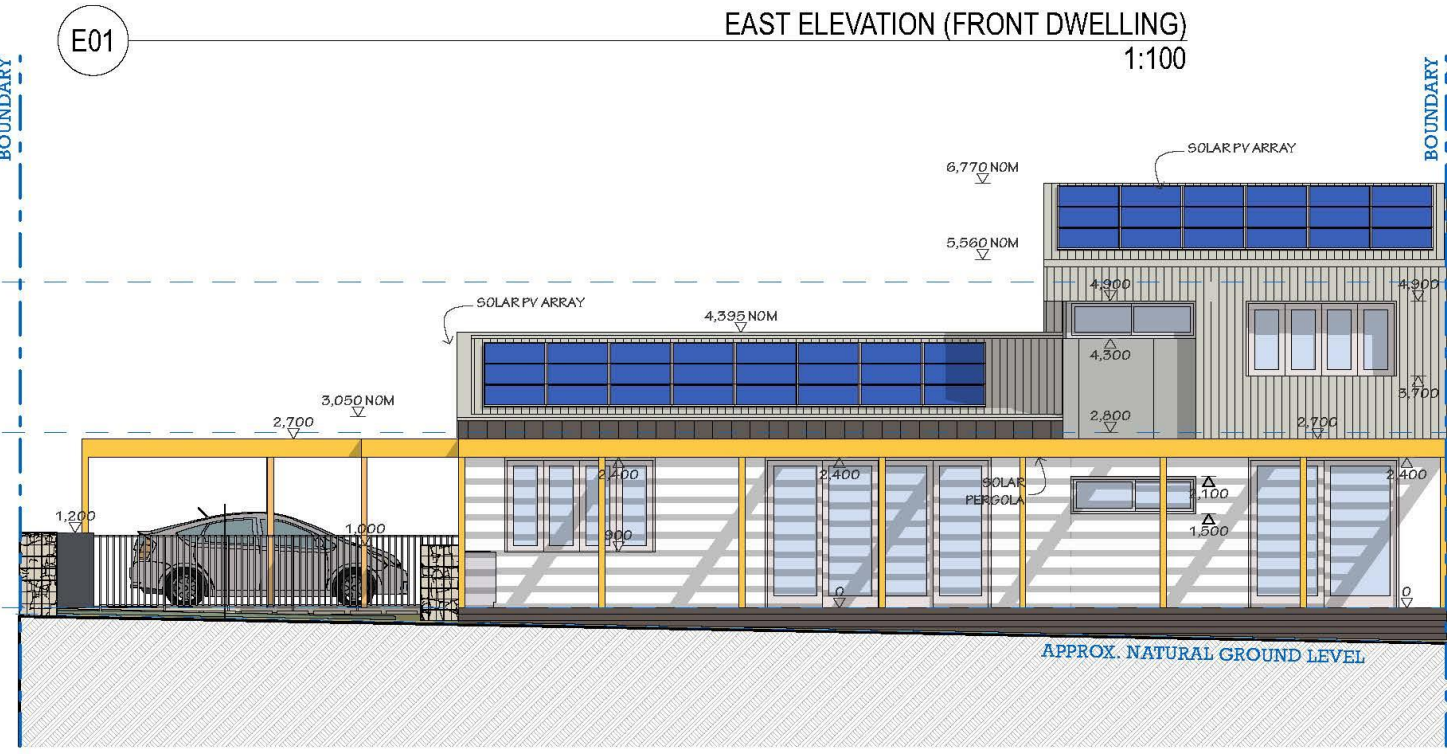 E01
EAST ELEVATION (FRONT DWELLING)
1:100
BOUNDARY
BOUNDARY
SOLAR PV ARRAY
6,770 NOM
5,560 NOM
4,900
4,900
SOLAR PV ARRAY
4,395 NOM
4,300
3,700
3,050 NOM
2,700
2,800
2,700
2,400
2,400
2,400
SOLAR
PERGOLA
2,100
1,500
1,200
1,000
900
0
0
APPROX. NATURAL GROUND LEVEL